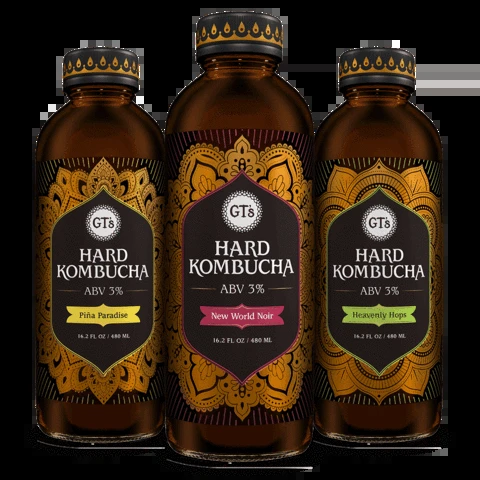 GT's
HARD
KOMBUCHA
ABV 3%
Piña Paradise
16.2 FL OZ / 480 ML
GT's
HARD
KOMBUCHA
ABV 3%
New World Noir
16.2 FL OZ / 480 ML
GT's
HARD
KOMBUCHA
ABV 3%
Heavenly Hops
16.2 FL OZ / 480 ML